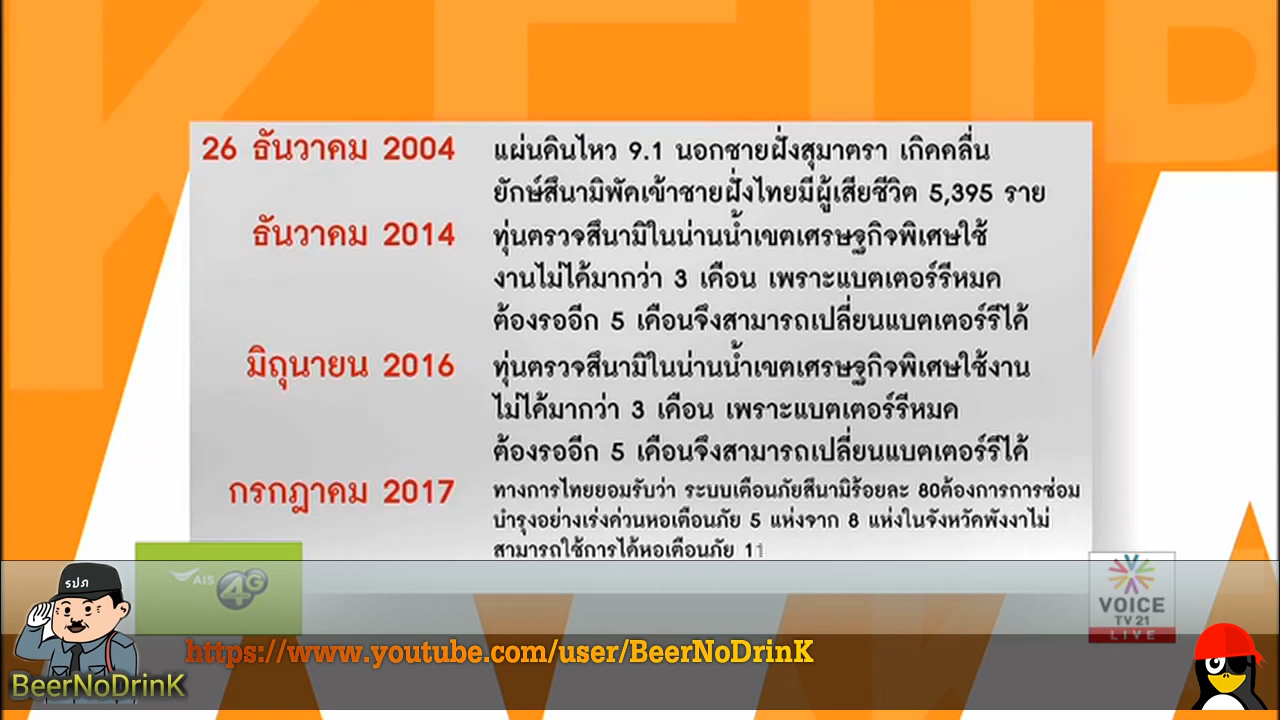 26 ธันวาคม 2004 แผ่นดินไหว 9.1 นอกชายฝั่งสุมาตรา เกิดคลื่น
ยักษ์สึนามิพัดเข้าชายฝั่งไทยมีผู้เสียชีวิต 5,395 ราย
ธันวาคม 2014 ทุ่นตรวจสึนามิในน่านน้ำเขตเศรษฐกิจพิเศษใช้
งานไม่ได้มากว่า 3 เดือน เพราะแบตเตอร์รีหมด
ต้องรออีก 5 เดือนจึงสามารถเปลี่ยนแบตเตอร์รีได้
มิถุนายน 2016 ทุ่นตรวจสึนามิในน่านน้ำเขตเศรษฐกิจพิเศษใช้งาน
ไม่ได้มากว่า 3 เดือน เพราะแบตเตอร์รีหมด
ต้องรออีก 5 เดือนจึงสามารถเปลี่ยนแบตเตอร์รีได้
กรกฎาคม 2017 ทางการไทยยอมรับว่า ระบบเตือนภัยสึนามิร้อยละ 80ต้องการการซ่อม
บำรุงอย่างเร่งด่วนหอเตือนภัย 5 แห่งจาก 8 แห่งในจังหวัดพังงาไม่
สามารถใช้การได้หอเตือนภัย 11
รปภ
AIS 4G
VOICE
TV 21
LIVE
https://www.youtube.com/user/BeerNoDrinK
BeerNoDrinK